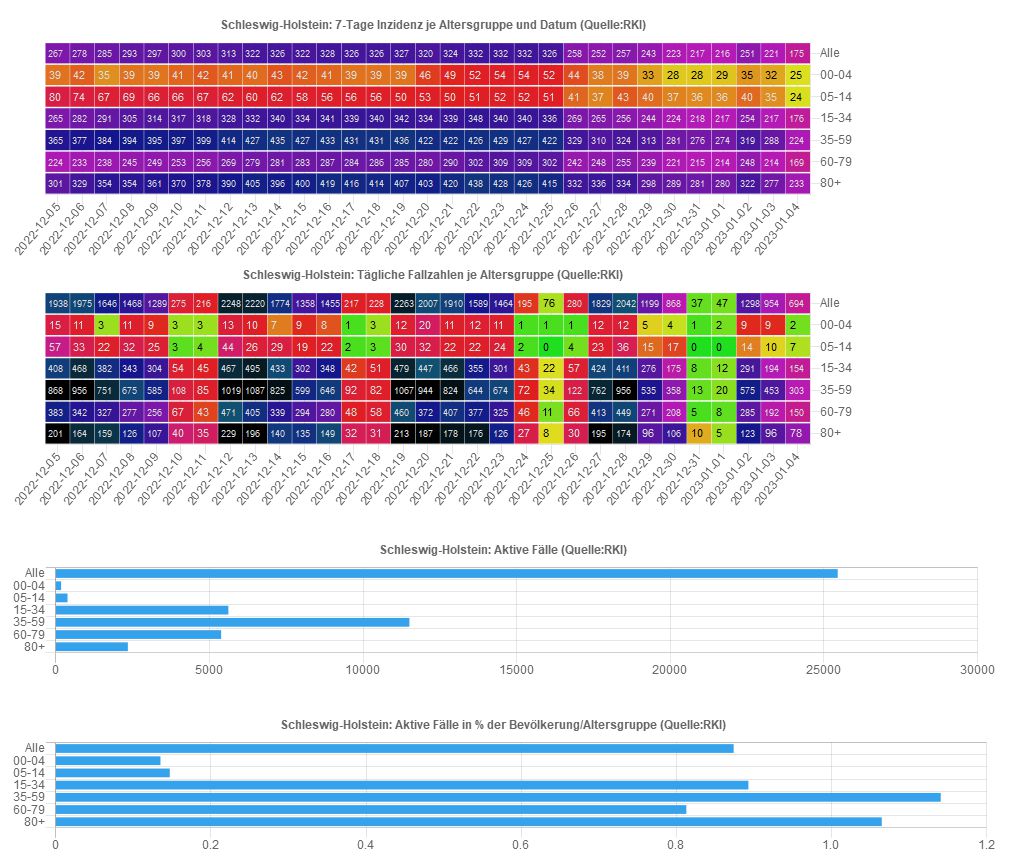 Schleswig-Holstein: 7-Tage Inzidenz je Altersgruppe und Datum (Quelle:RKI)
267 278 285 293 297 300 303 313 322 326 322 328 326 326 327 320 324 332 332 332 326 258 252 257 243 223 217 216 251 221 175 Alle
39 42 35 39 39 41 42 41 40 43 42 41 39 39 39 46 49 52 54 54 52 44 38 39 33 28 28 29 35 32 25 00-04
80 74 67 69 66 66 67 62 60 62 58 56 56 56 50 53 50 51 52 52 51 41 37 43 40 37 36 36 40 35 24 05-14
265 282 291 305 314 317 318 328 332 340 334 341 339 340 342 334 339 348 340 340 336 269 265 256 244 224 218 217 254 217 176 15-34
365 377 384 394 395 397 399 414 427 435 427 433 431 431 436 422 422 426 429 427 422 329 310 324 313 281 276 274 319 288 224 35-59
224 233 238 245 249 253 256 269 279 281 283 287 284 286 285 280 290 302 309 309 302 242 248 255 239 221 215 214 248 214 169 60-79
301 329 354 354 361 370 378 390 405 396 400 419 416 414 407 403 420 438 428 426 415 332 336 334 298 289 281 280 322 277 233 80+
2022-12-05 2022-12-06 2022-12-07 2022-12-08 2022-12-09 2022-12-10 2022-12-11 2022-12-12 2022-12-13 2022-12-14 2022-12-15 2022-12-16 2022-12-17 2022-12-18 2022-12-19 2022-12-20 2022-12-21 2022-12-22 2022-12-23 2022-12-24 2022-12-25 2022-12-26 2022-12-27 2022-12-28 2022-12-29 2022-12-30 2022-12-31 2023-01-01 2023-01-02 2023-01-03 2023-01-04
Schleswig-Holstein: Tägliche Fallzahlen je Altersgruppe (Quelle:RKI)
1938 1975 1646 1468 1289 275 216 2248 2220 1774 1358 1455 217 228 2263 2007 1910 1589 1464 195 76 280 1829 2042 1199 868 37 47 1298 954 694 Alle
15 11 3 11 9 3 3 13 10 7 9 8 1 3 12 20 11 12 11 1 1 1 12 12 5 4 1 2 9 9 2 00-04
57 33 22 32 25 3 4 44 26 29 19 22 2 3 30 32 22 22 24 2 0 4 23 36 15 17 0 0 14 10 7 05-14
408 468 382 343 304 54 45 467 495 433 302 348 42 51 479 447 466 355 301 43 22 57 424 411 276 175 8 12 291 194 154 15-34
868 956 751 675 585 108 85 1019 1087 825 599 646 92 82 1067 944 824 644 674 72 34 122 762 956 535 358 13 20 575 453 303 35-59
383 342 327 277 256 67 43 471 405 339 294 280 48 58 460 372 407 377 325 46 11 66 413 449 271 208 5 8 285 192 150 60-79
201 164 159 126 107 40 35 229 196 140 135 149 32 31 213 187 178 176 126 27 8 30 195 174 96 106 10 5 123 96 78 80+
2022-12-05 2022-12-06 2022-12-07 2022-12-08 2022-12-09 2022-12-10 2022-12-11 2022-12-12 2022-12-13 2022-12-14 2022-12-15 2022-12-16 2022-12-17 2022-12-18 2022-12-19 2022-12-20 2022-12-21 2022-12-22 2022-12-23 2022-12-24 2022-12-25 2022-12-26 2022-12-27 2022-12-28 2022-12-29 2022-12-30 2022-12-31 2023-01-01 2023-01-02 2023-01-03 2023-01-04
Schleswig-Holstein: Aktive Fälle (Quelle:RKI)
Alle
00-04
05-14
15-34
35-59
60-79
80+
0 5000 10000 15000 20000 25000 30000
Schleswig-Holstein: Aktive Fälle in % der Bevölkerung/Altersgruppe (Quelle:RKI)
Alle
00-04
05-14
15-34
35-59
60-79
80+
0 0.2 0.4 0.6 0.8 1.0 1.2